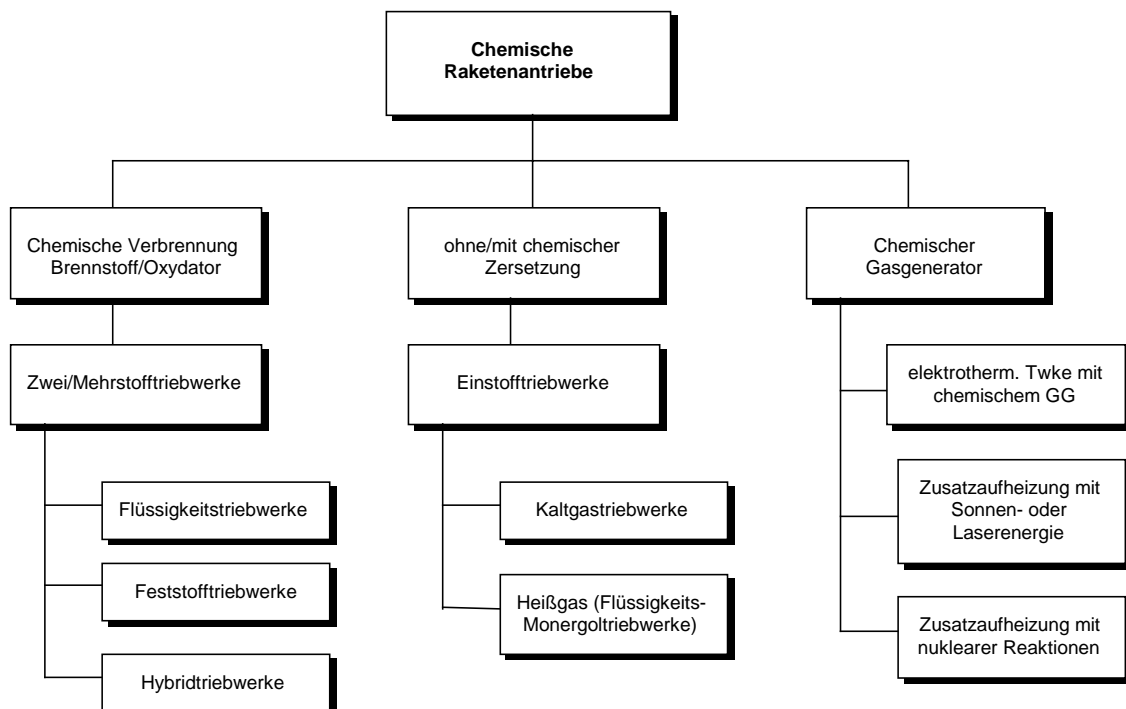 Chemische
Raketenantriebe
Chemische Verbrennung
Brennstoff/Oxydator
ohne/mit chemischer
Zersetzung
Chemischer
Gasgenerator
Zwei/Mehrstofftriebwerke
Einstofftriebwerke
elektrotherm. Twke mit
chemischem GG
Flüssigkeitstriebwerke
Kaltgastriebwerke
Zusatzaufheizung mit
Sonnen- oder
Laserenergie
Feststofftriebwerke
Heißgas (Flüssigkeits-
Monergoltriebwerke)
Zusatzaufheizung mit
nuklearer Reaktionen
Hybridtriebwerke